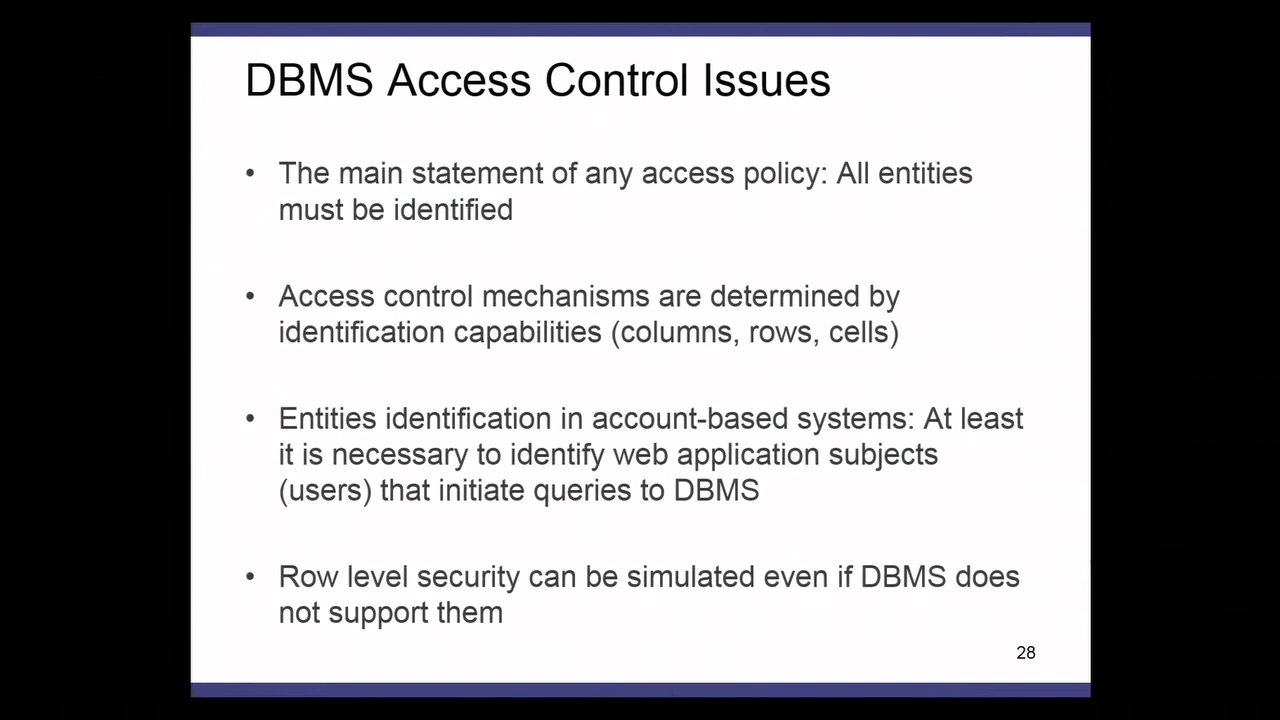 DBMS Access Control Issues
• The main statement of any access policy: All entities
must be identified
• Access control mechanisms are determined by
identification capabilities (columns, rows, cells)
• Entities identification in account-based systems: At least
it is necessary to identify web application subjects
(users) that initiate queries to DBMS
• Row level security can be simulated even if DBMS does
not support them
28